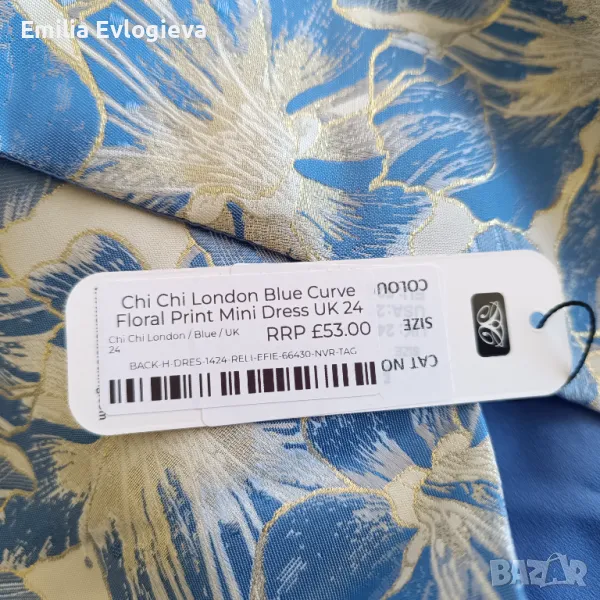 Emilia Evlogieva
Chi Chi London Blue Curve
Floral Print Mini Dress UK 24
Chi Chi London / Blue / UK
24
RRP £53.00
BACK-H-DRES-1424-RELI-EFIE-66430-NVR-TAG
COLOU
SIZE
CAT NO
BAZAR